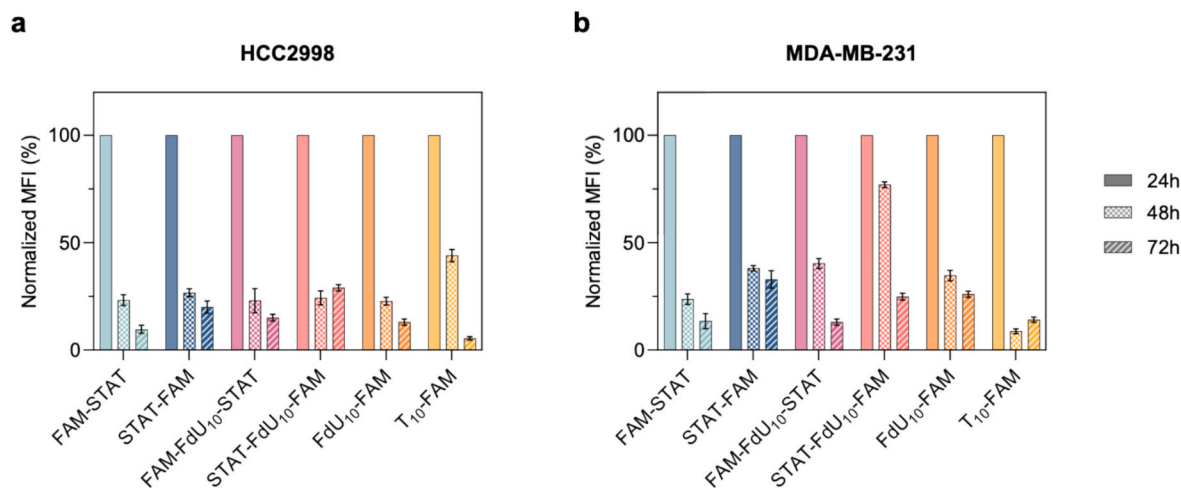 a
HCC2998
Normalized MFI (%)
100
50
0
FAM-STAT
STAT-FAM
FAM-FdU₁₀-STAT
STAT-FdU₁₀-FAM
FdU₁₀-FAM
T₁₀-FAM
b
MDA-MB-231
Normalized MFI (%)
100
50
0
FAM-STAT
STAT-FAM
FAM-FdU₁₀-STAT
STAT-FdU₁₀-FAM
FdU₁₀-FAM
T₁₀-FAM
24h
48h
72h